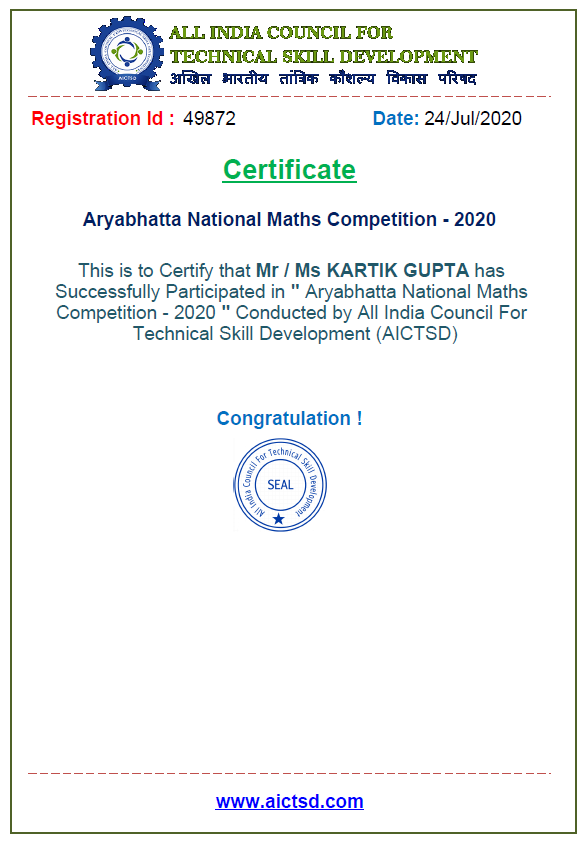 ALL INDIA COUNCIL FOR
TECHNICAL SKILL DEVELOPMENT
अखिल भारतीय तांत्रिक कौशल्य विकास परिषद
AICTSD
Registration Id : 49872
Date: 24/Jul/2020
Certificate
Aryabhatta National Maths Competition - 2020
This is to Certify that Mr / Ms KARTIK GUPTA has
Successfully Participated in " Aryabhatta National Maths
Competition - 2020 " Conducted by All India Council For
Technical Skill Development (AICTSD)
Congratulation !
All India Council For Technical Skill Development
SEAL
www.aictsd.com